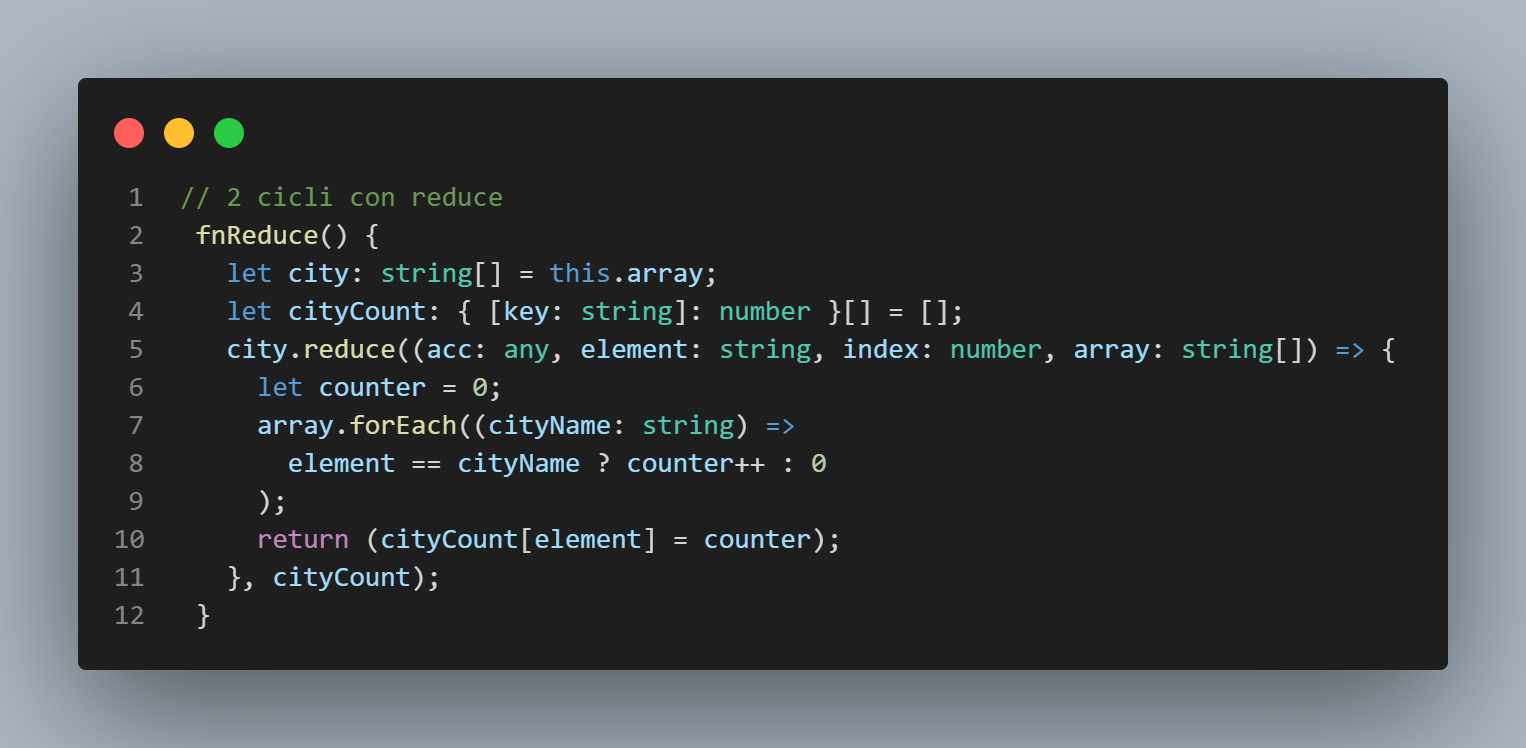 1 // 2 cicli con reduce
2 fnReduce() {
3 let city: string[] = this.array;
4 let cityCount: { [key: string]: number }[] = [];
5 city.reduce((acc: any, element: string, index: number, array: string[]) => {
6 let counter = 0;
7 array.forEach((cityName: string) =>
8 element == cityName ? counter++ : 0
9 );
10 return (cityCount[element] = counter);
11 }, cityCount);
12 }